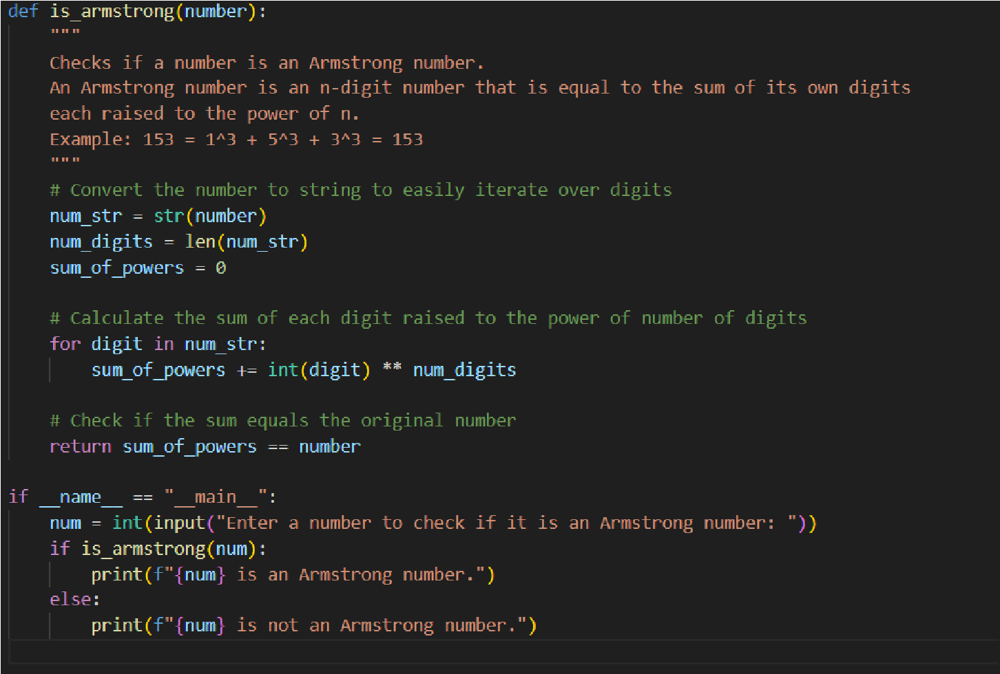 def is_armstrong(number):
    """
    Checks if a number is an Armstrong number.
    An Armstrong number is an n-digit number that is equal to the sum of its own digits
    each raised to the power of n.
    Example: 153 = 1^3 + 5^3 + 3^3 = 153
    """
    # Convert the number to string to easily iterate over digits
    num_str = str(number)
    num_digits = len(num_str)
    sum_of_powers = 0

    # Calculate the sum of each digit raised to the power of number of digits
    for digit in num_str:
        sum_of_powers += int(digit) ** num_digits

    # Check if the sum equals the original number
    return sum_of_powers == number

if __name__ == "__main__":
    num = int(input("Enter a number to check if it is an Armstrong number: "))
    if is_armstrong(num):
        print(f"{num} is an Armstrong number.")
    else:
        print(f"{num} is not an Armstrong number.")